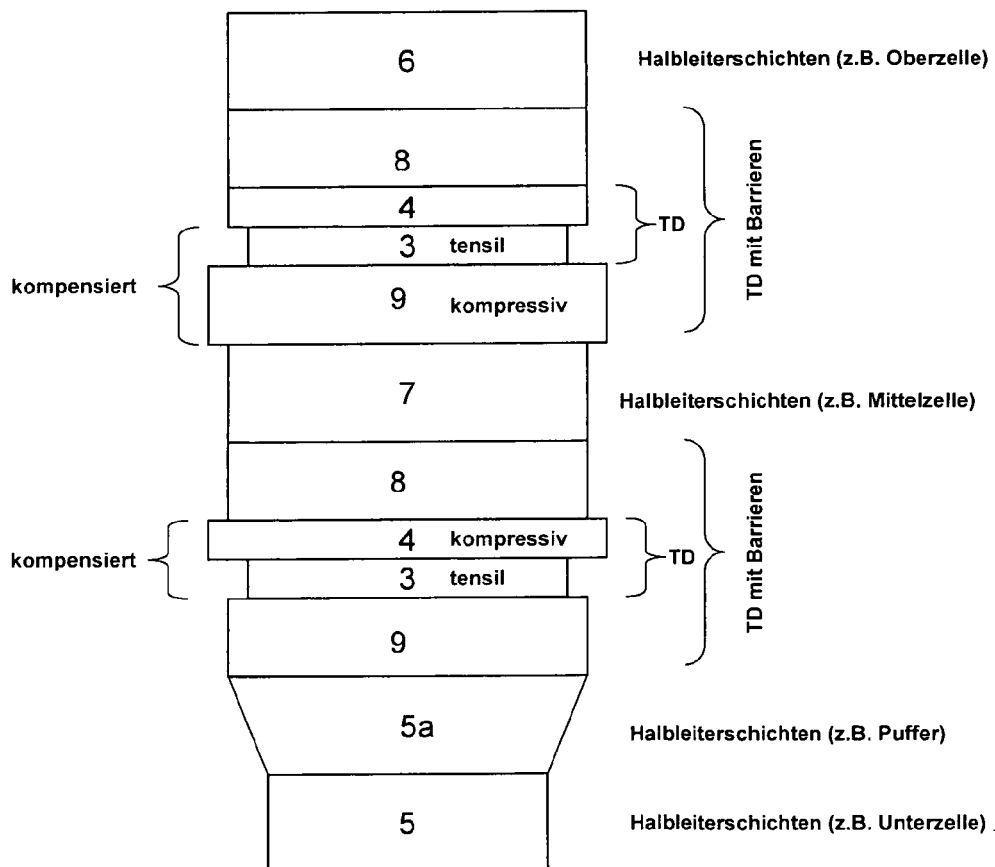 6
Halbleiterschichten (z.B. Oberzelle)
8
4
TD
TD mit Barrieren
3 tensil
kompensiert
9 kompressiv
7
Halbleiterschichten (z.B. Mittelzelle)
8
4 kompressiv
kompensiert
TD
TD mit Barrieren
3 tensil
9
5a
Halbleiterschichten (z.B. Puffer)
5
Halbleiterschichten (z.B. Unterzelle)